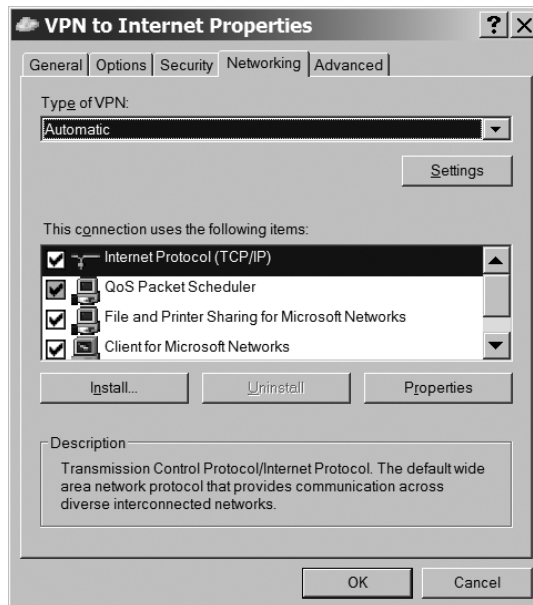 VPN to Internet Properties ? X
General Options Security Networking Advanced
Type of VPN:
Automatic
Settings
This connection uses the following items:
Internet Protocol (TCP/IP)
QoS Packet Scheduler
File and Printer Sharing for Microsoft Networks
Client for Microsoft Networks
Install... Uninstall Properties
Description
Transmission Control Protocol/Internet Protocol. The default wide
area network protocol that provides communication across
diverse interconnected networks.
OK Cancel